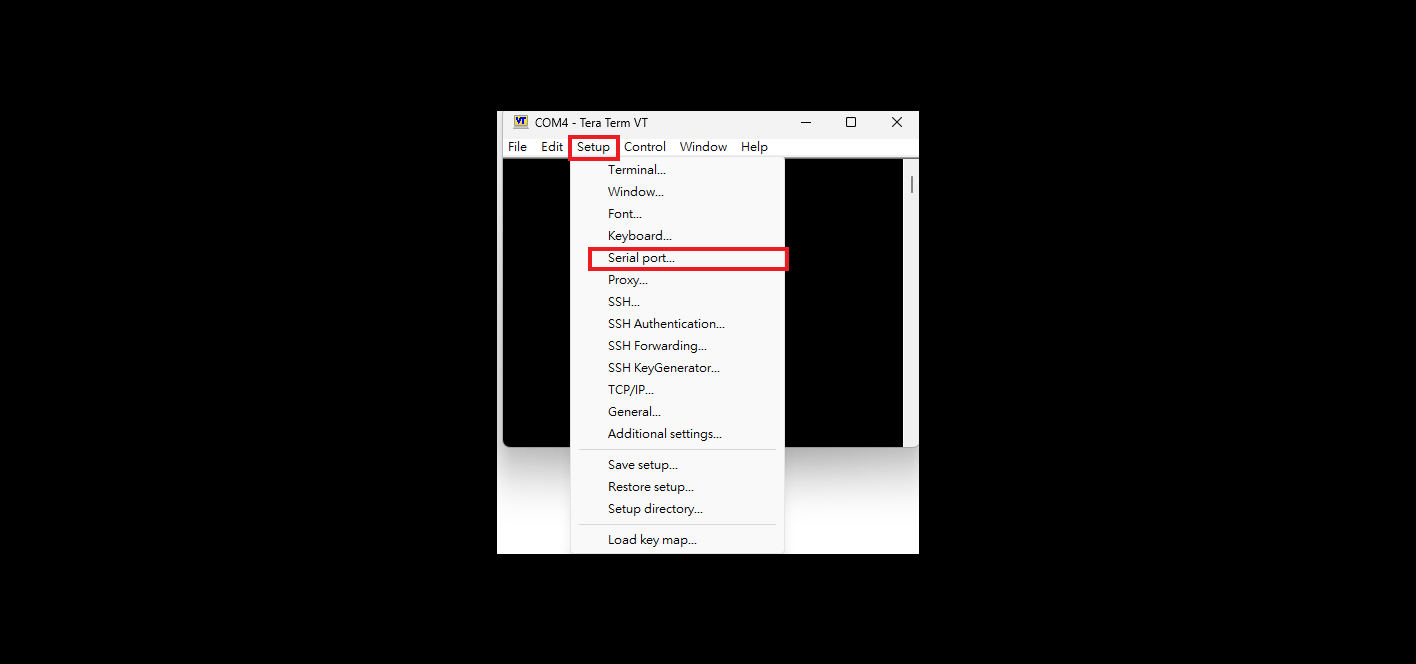 COM4 - Tera Term VT
File Edit Setup Control Window Help
Terminal...
Window...
Font...
Keyboard...
Serial port...
Proxy...
SSH...
SSH Authentication...
SSH Forwarding...
SSH KeyGenerator...
TCP/IP...
General...
Additional settings...
Save setup...
Restore setup...
Setup directory...
Load key map...